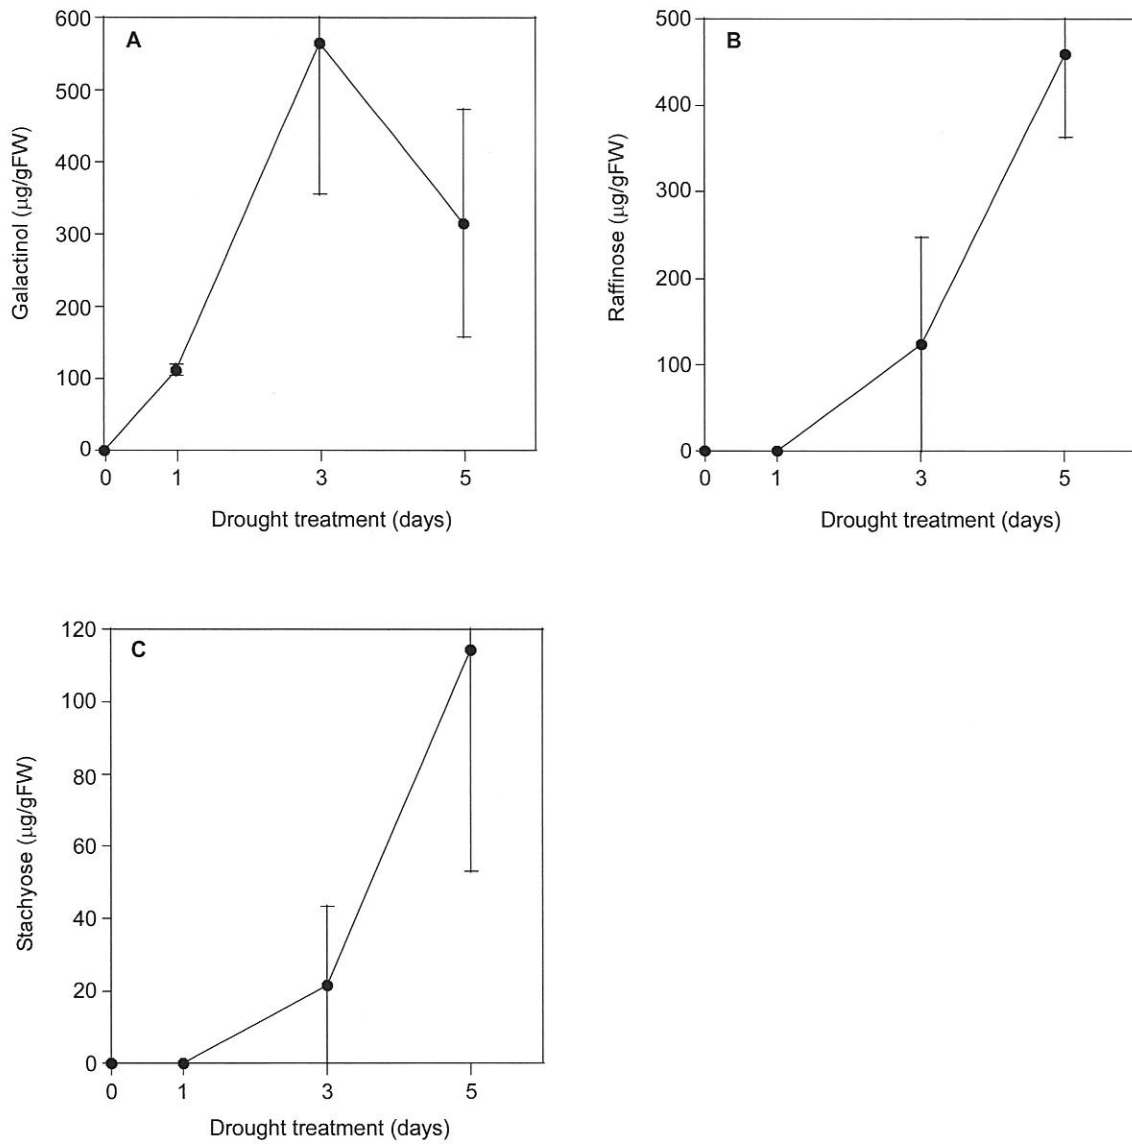 A
Galactinol (μg/gFW)
600
500
400
300
200
100
0
0 1 3 5
Drought treatment (days)
B
Raffinose (μg/gFW)
500
400
300
200
100
0
0 1 3 5
Drought treatment (days)
C
Stachyose (μg/gFW)
120
100
80
60
40
20
0
0 1 3 5
Drought treatment (days)